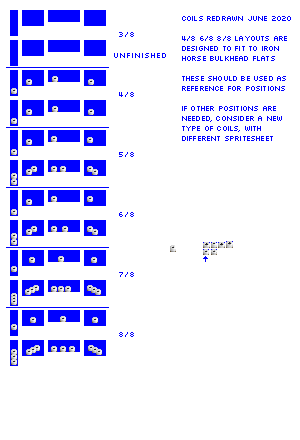 COILS REDRAWN JUNE 2020
3/8
4/8 6/8 8/8 LAYOUTS ARE
DESIGNED TO FIT TO IRON
UNFINISHED
HORSE BULKHEAD FLATS
THESE SHOULD BE USED AS
REFERENCE FOR POSITIONS
4/8
IF OTHER POSITIONS ARE
NEEDED, CONSIDER A NEW
TYPE OF COILS, WITH
DIFFERENT SPRITESHEET
5/8
6/8
7/8
8/8